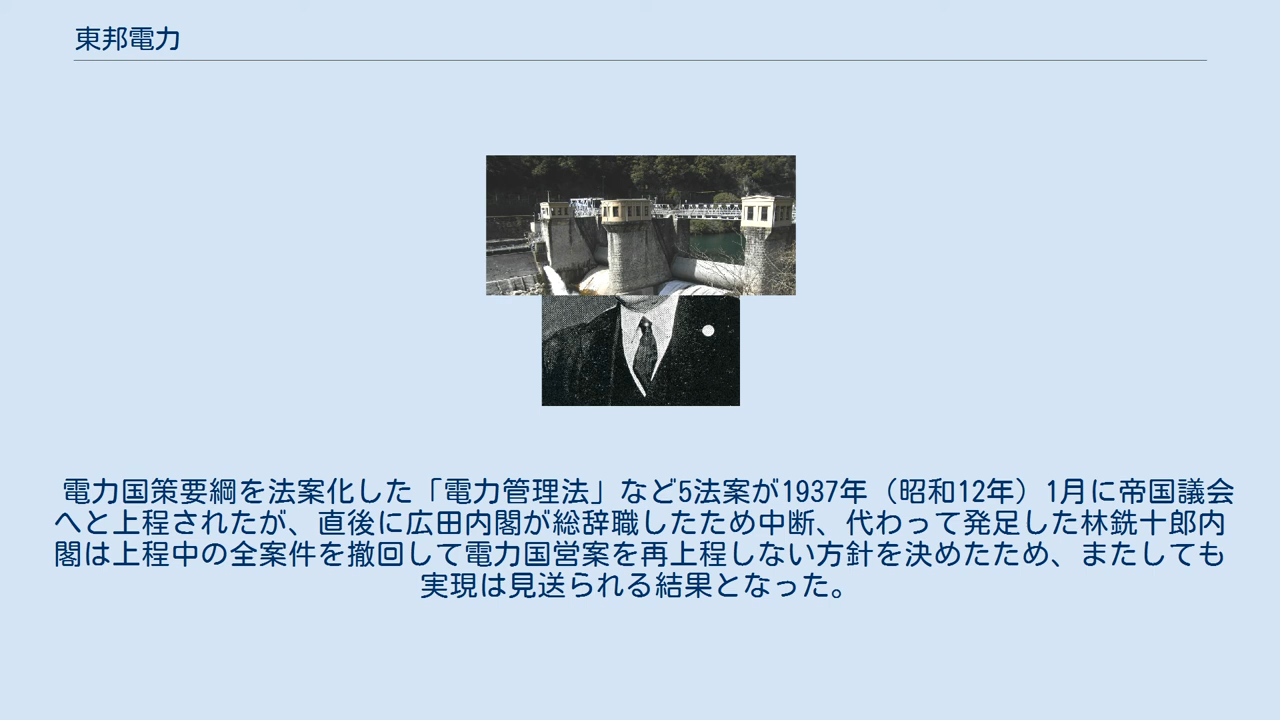 東邦電力
電力国策要綱を法案化した「電力管理法」など5法案が1937年（昭和12年）1月に帝国議会
へと上程されたが、直後に広田内閣が総辞職したため中断、代わって発足した林銑十郎内
閣は上程中の全案件を撤回して電力国営案を再上程しない方針を決めたため、またしても
実現は見送られる結果となった。